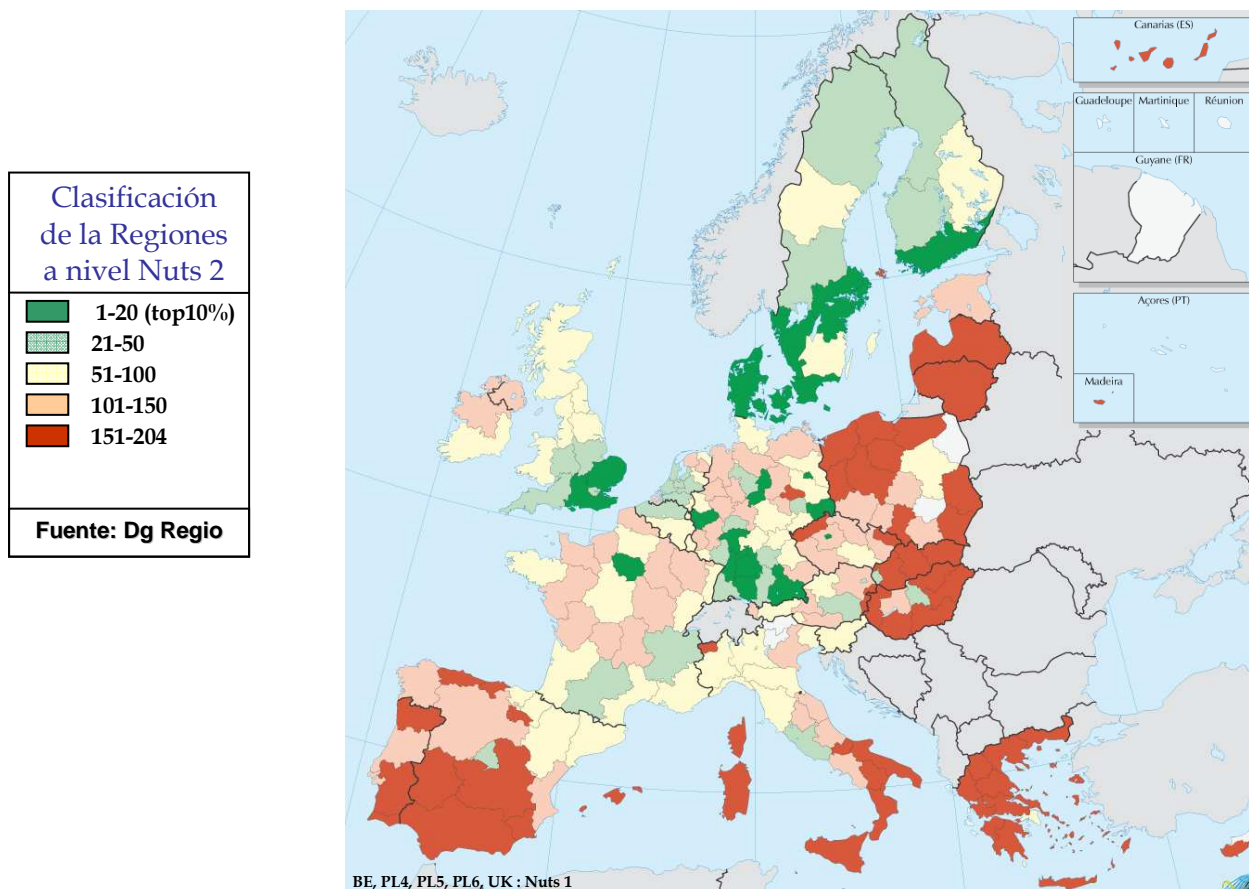 Clasificación
de la Regiones
a nivel Nuts 2
1-20 (top10%)
21-50
51-100
101-150
151-204
Fuente: Dg Regio
Canarias (ES)
Guadeloupe
Martinique
Réunion
Guyane (FR)
Açores (PT)
Madeira
BE, PL4, PL5, PL6, UK : Nuts 1